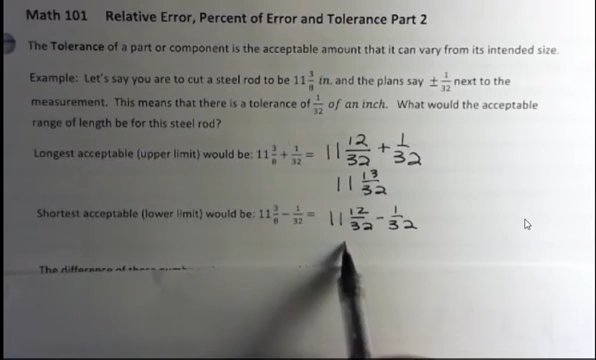 Math 101 Relative Error, Percent of Error and Tolerance Part 2
The Tolerance of a part or component is the acceptable amount that it can vary from its intended size.
Example: Let's say you are to cut a steel rod to be 11 3/8 in. and the plans say ± 1/32 next to the
measurement. This means that there is a tolerance of 1/32 of an inch. What would the acceptable
range of length be for this steel rod?
Longest acceptable (upper limit) would be: 11 3/8 + 1/32 = 11 12/32 + 1/32
11 13/32
Shortest acceptable (lower limit) would be: 11 3/8 − 1/32 = 11 12/32 - 1/32
The difference of